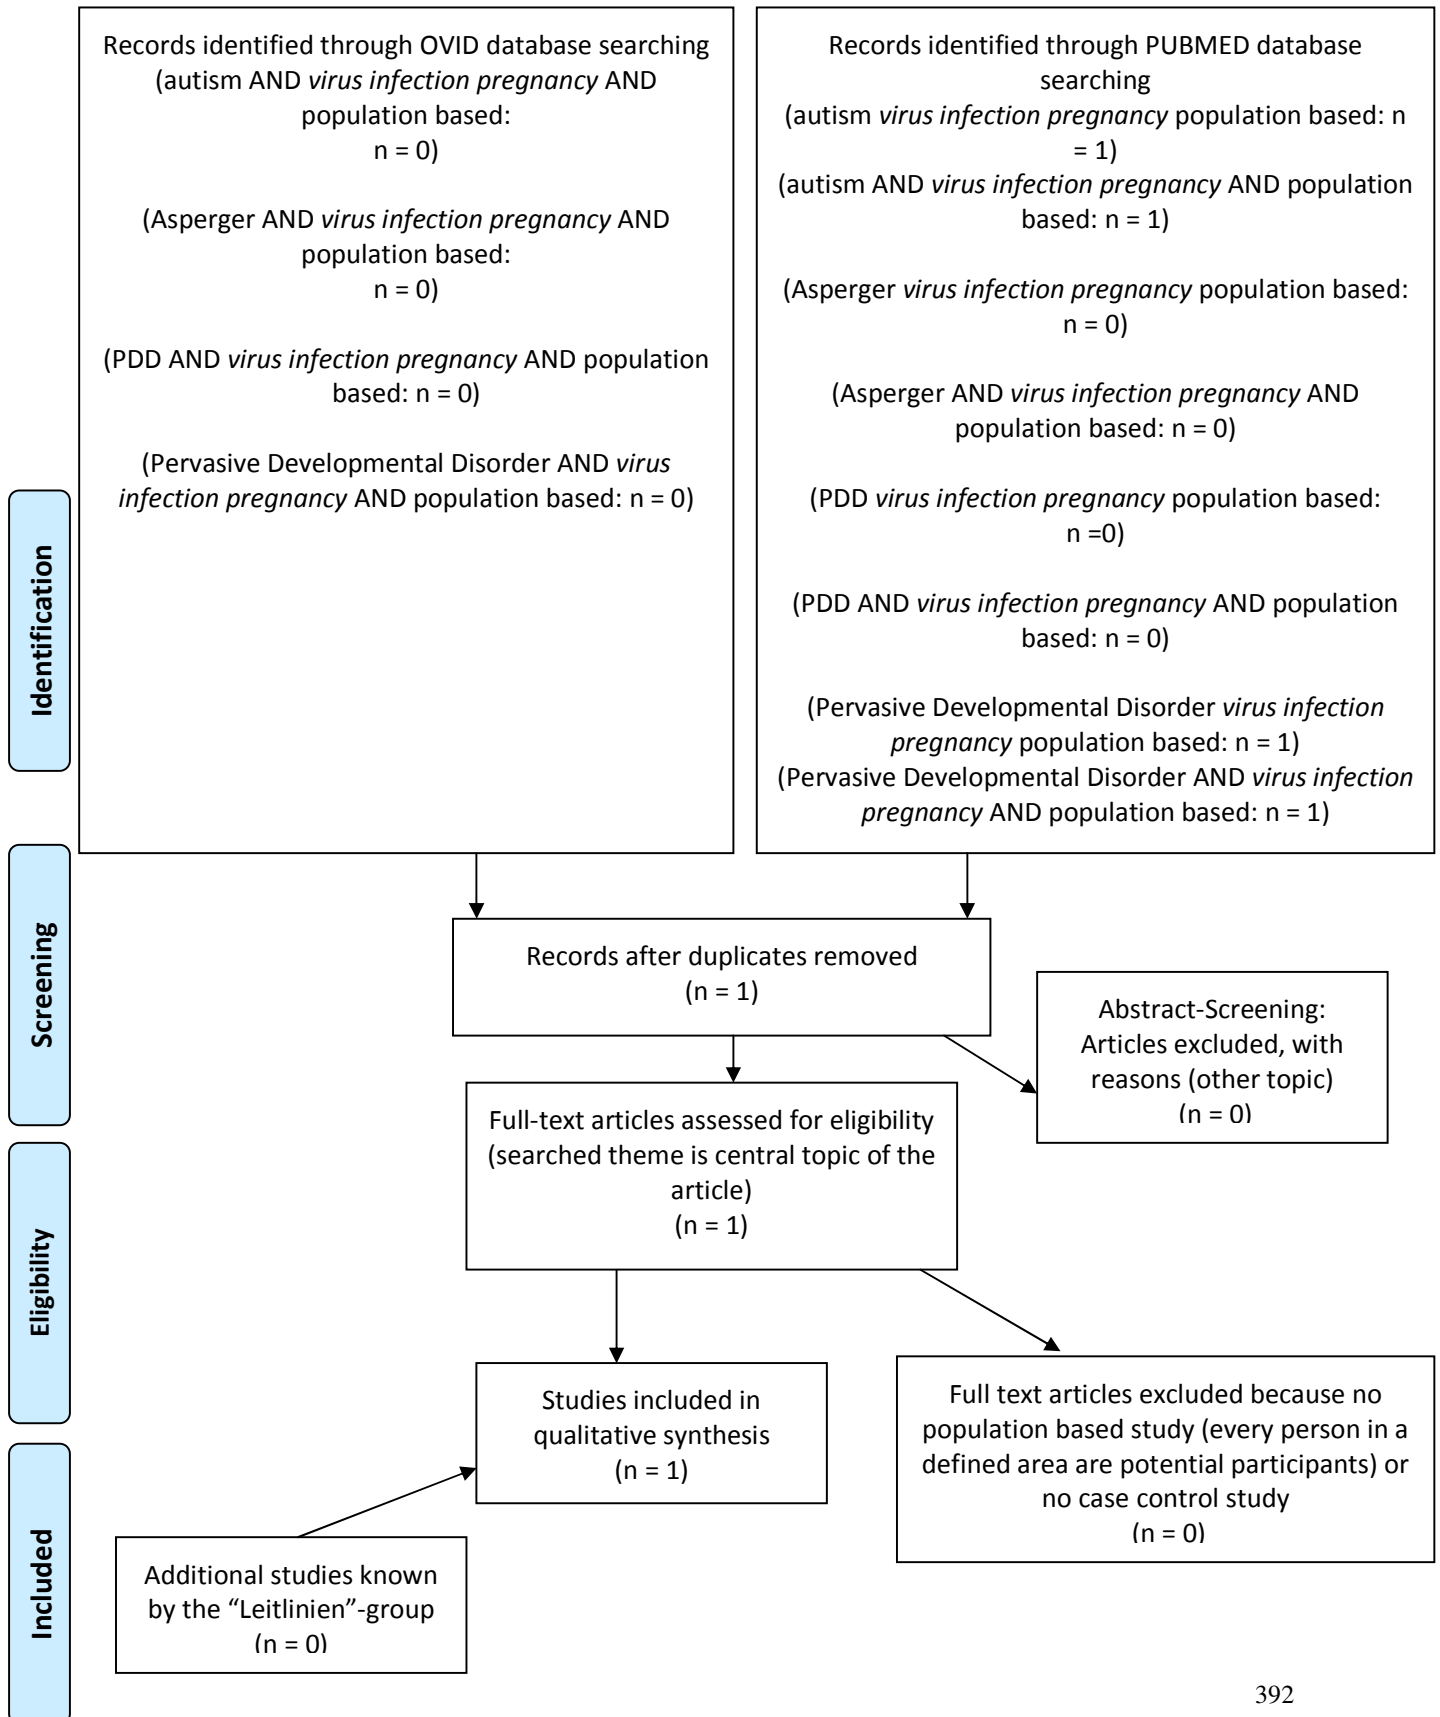 Records identified through OVID database searching
(autism AND virus infection pregnancy AND
population based:
n = 0)
(Asperger AND virus infection pregnancy AND
population based:
n = 0)
(PDD AND virus infection pregnancy AND population
based: n = 0)
(Pervasive Developmental Disorder AND virus
infection pregnancy AND population based: n = 0)
Records identified through PUBMED database
searching
(autism virus infection pregnancy population based: n
= 1)
(autism AND virus infection pregnancy AND population
based: n = 1)
(Asperger virus infection pregnancy population based:
n = 0)
(Asperger AND virus infection pregnancy AND
population based: n = 0)
(PDD virus infection pregnancy population based:
n =0)
(PDD AND virus infection pregnancy AND population
based: n = 0)
(Pervasive Developmental Disorder virus infection
pregnancy population based: n = 1)
(Pervasive Developmental Disorder AND virus infection
pregnancy AND population based: n = 1)
Identification
Screening
Records after duplicates removed
(n = 1)
Abstract-Screening:
Articles excluded, with
reasons (other topic)
(n = 0)
Full-text articles assessed for eligibility
(searched theme is central topic of the
article)
(n = 1)
Eligibility
Studies included in
qualitative synthesis
(n = 1)
Full text articles excluded because no
population based study (every person in a
defined area are potential participants) or
no case control study
(n = 0)
Included
Additional studies known
by the “Leitlinien”-group
(n = 0)
392